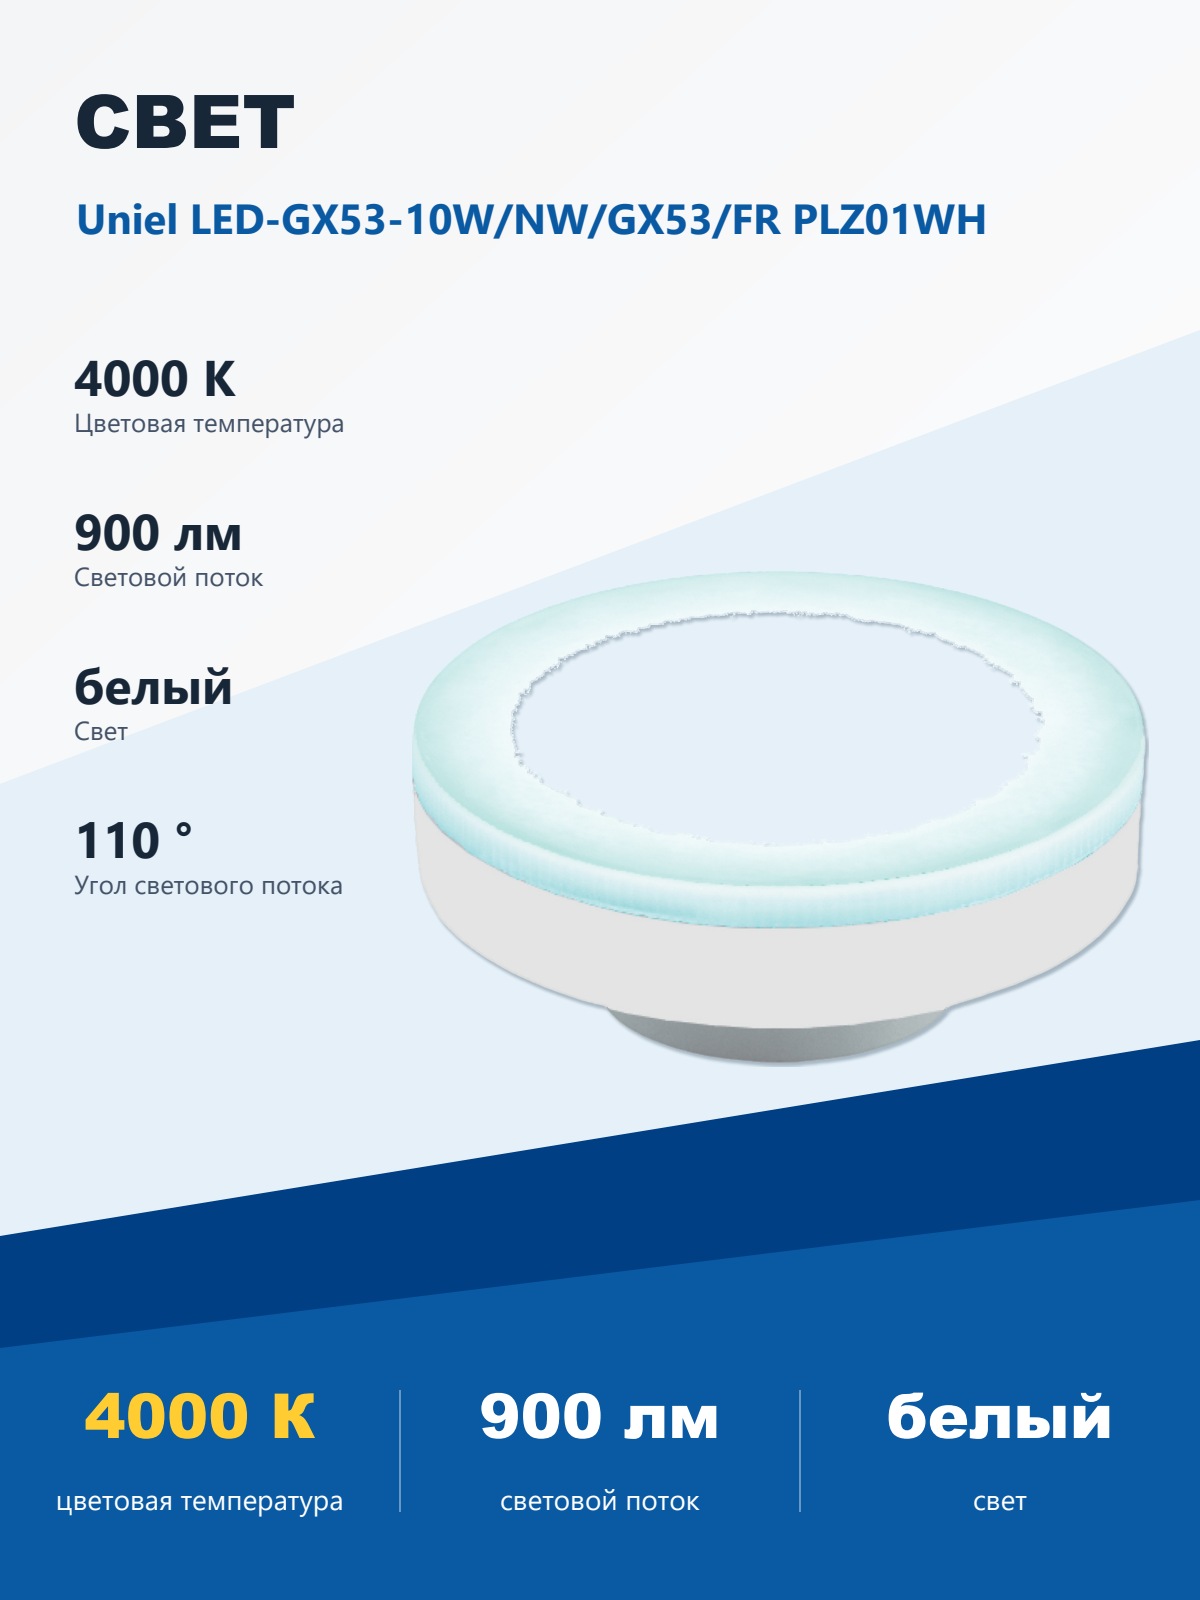 СВЕТ
Uniel LED-GX53-10W/NW/GX53/FR PLZ01WH
4000 К
Цветовая температура
900 лм
Световой поток
белый
Свет
110 °
Угол светового потока
4000 К
цветовая температура
900 лм
световой поток
белый
свет